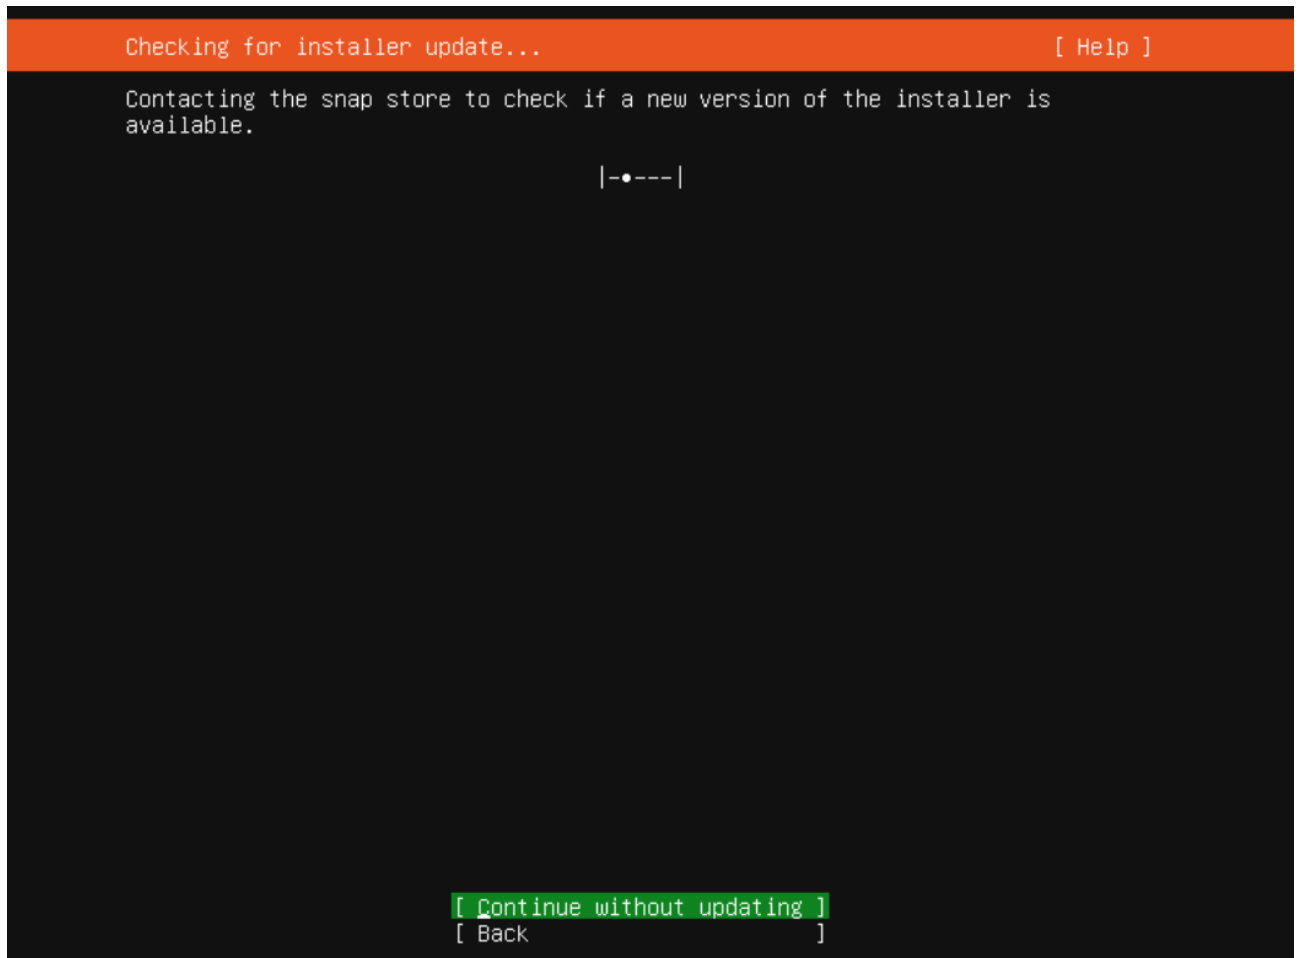 Checking for installer update... [ Help ]
Contacting the snap store to check if a new version of the installer is
available.
|-•---|
[ Continue without updating ]
[ Back ]